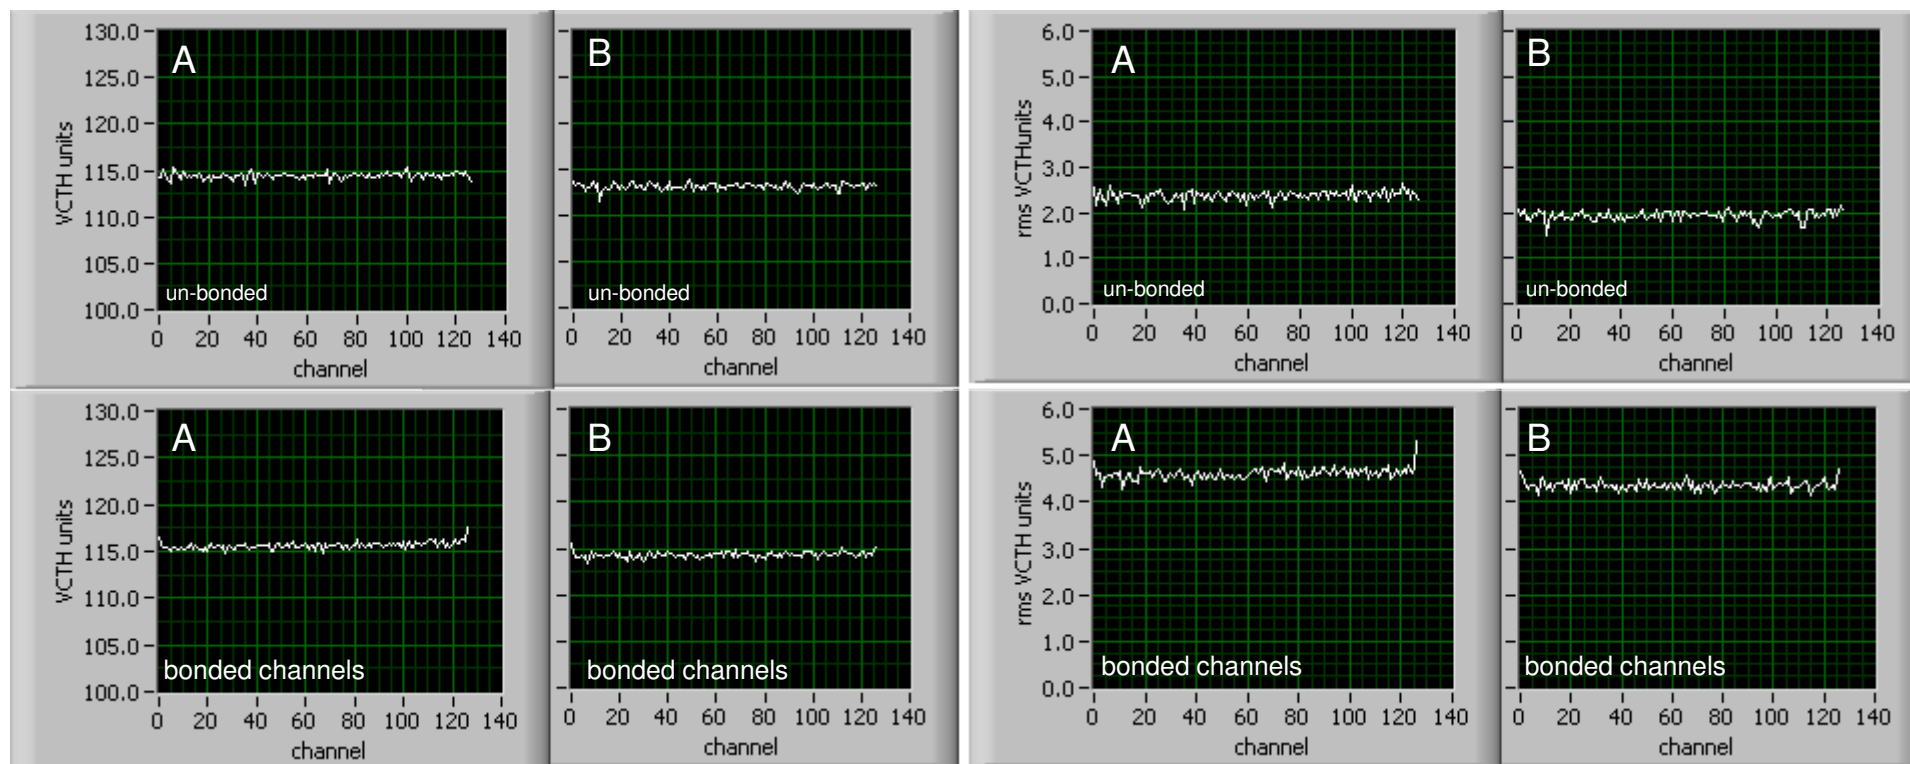 130.0
125.0
120.0
115.0
110.0
105.0
100.0
VCTH units
A
un-bonded
0 20 40 60 80 100 120 140
channel
B
un-bonded
0 20 40 60 80 100 120 140
channel
6.0
5.0
4.0
3.0
2.0
1.0
0.0
rms VCTHunits
A
un-bonded
0 20 40 60 80 100 120 140
channel
B
un-bonded
0 20 40 60 80 100 120 140
channel
130.0
125.0
120.0
115.0
110.0
105.0
100.0
VCTH units
A
bonded channels
0 20 40 60 80 100 120 140
channel
B
bonded channels
0 20 40 60 80 100 120 140
channel
6.0
5.0
4.0
3.0
2.0
1.0
0.0
rms VCTH units
A
bonded channels
0 20 40 60 80 100 120 140
channel
B
bonded channels
0 20 40 60 80 100 120 140
channel